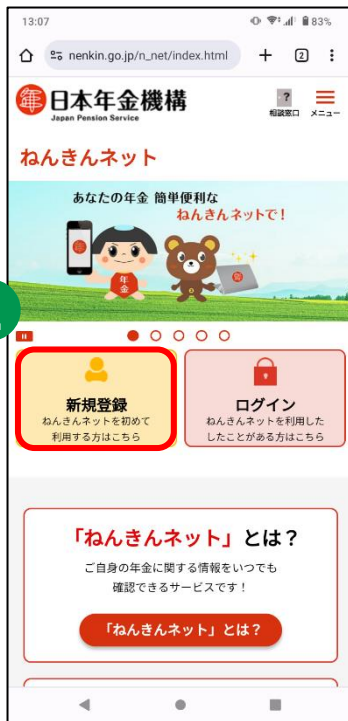 13:07
83%
nenkin.go.jp/n_net/index.html
2
年
日本年金機構
Japan Pension Service
?
相談窓口
メニュー
ねんきんネット
あなたの年金 簡単便利な
ねんきんネットで!
年
金
新規登録
ねんきんネットを初めて
利用する方はこちら
ログイン
ねんきんネットを利用した
したことがある方はこちら
「ねんきんネット」とは?
ご自身の年金に関する情報をいつでも
確認できるサービスです!
「ねんきんネット」とは?